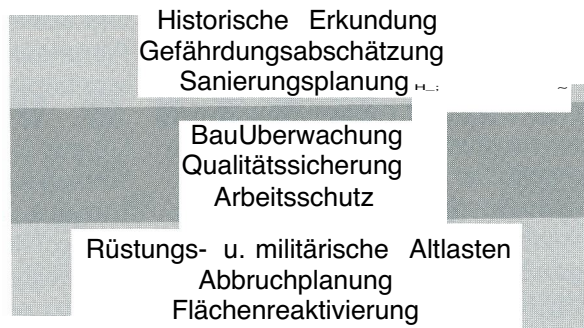 Historische Erkundung
Gefährdungsabschätzung
Sanierungsplanung
BauUberwachung
Qualitätssicherung
Arbeitsschutz
Rüstungs- u. militärische Altlasten
Abbruchplanung
Flächenreaktivierung